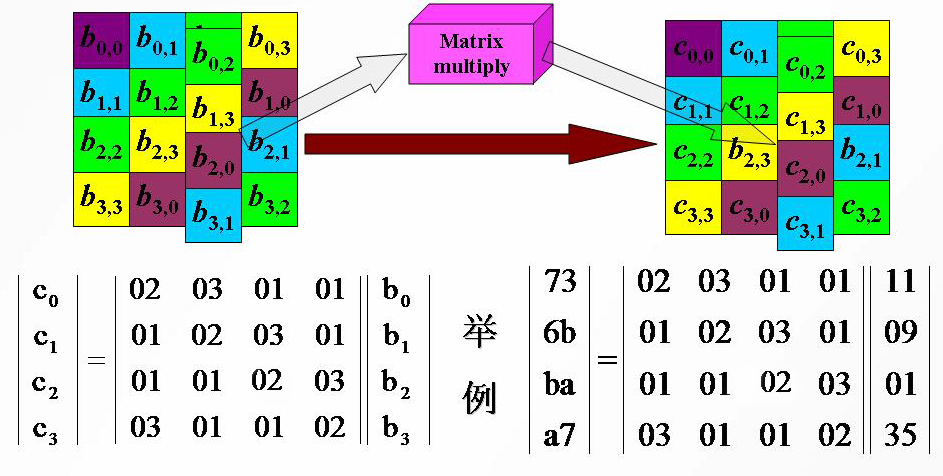 b0,0 b0,1 b0,2 b0,3
b1,1 b1,2 b1,3 b1,0
b2,2 b2,3 b2,0 b2,1
b3,3 b3,0 b3,1 b3,2
Matrix
multiply
c0,0 c0,1 c0,2 c0,3
c1,1 c1,2 c1,3 c1,0
c2,2 b2,3 c2,0 b2,1
c3,3 c3,0 c3,1 c3,2
c0 02 03 01 01 b0
c1 = 01 02 03 01 b1
c2 01 01 02 03 b2
c3 03 01 01 02 b3
举
例
73 02 03 01 01 11
6b = 01 02 03 01 09
ba 01 01 02 03 01
a7 03 01 01 02 35